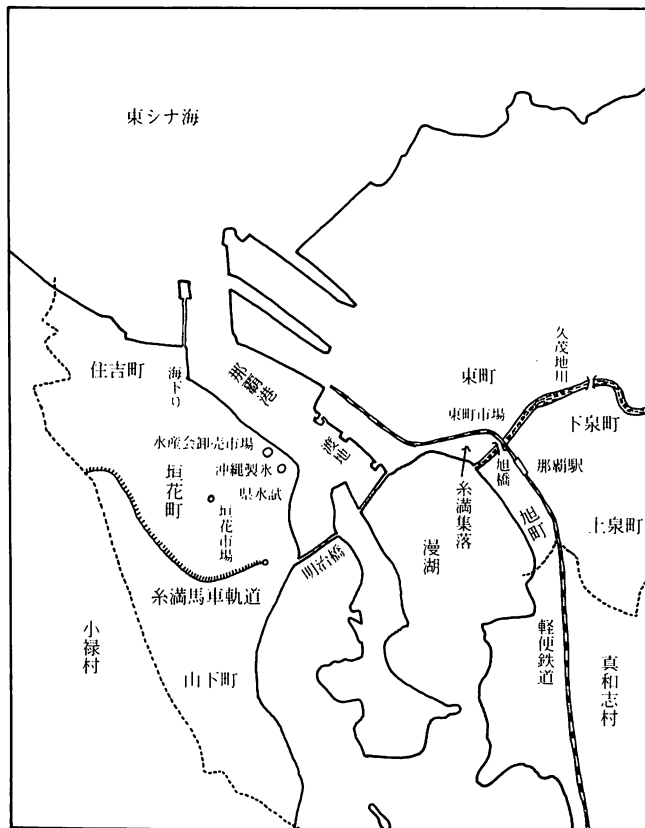 東シナ海
住吉町
海下り
那覇港
渡地
東町
東町市場
久茂地川
下泉町
旭橋
那覇駅
糸満集落
旭町
上泉町
水産会卸売市場
沖縄製氷
県水試
垣花町
垣花市場
糸満馬車軌道
明治橋
漫湖
小禄村
山下町
軽便鉄道
真和志村